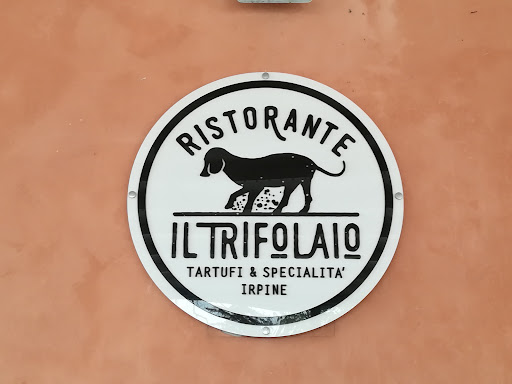 RISTORANTE
IL TRIFOLAIO
TARTUFI & SPECIALITA'
IRPINE